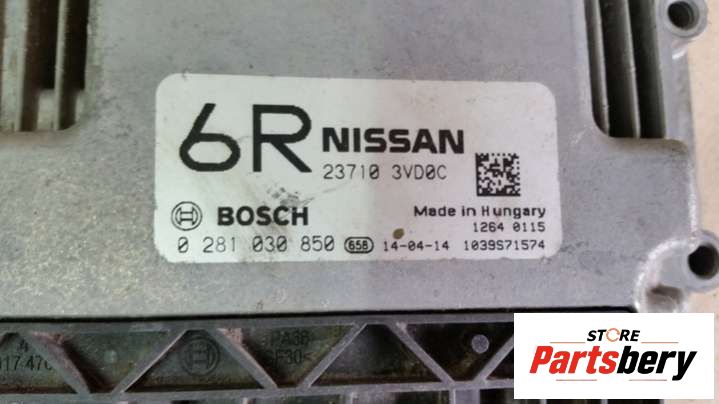 6R NISSAN
23710 3VD0C
BOSCH
Made in Hungary
1264 0115
0 281 030 850 658 14-04-14 1039S71574
STORE
Partsbery